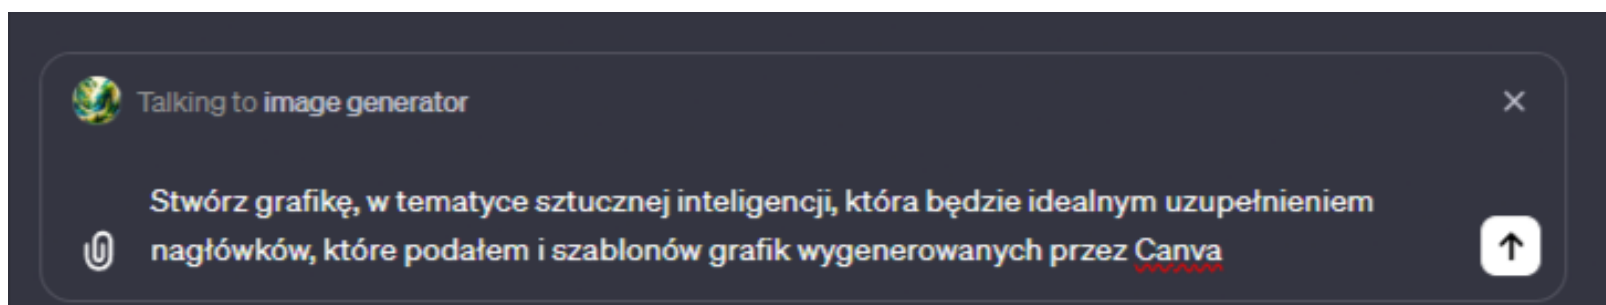 Talking to image generator
Stwórz grafikę, w tematyce sztucznej inteligencji, która będzie idealnym uzupełnieniem
nagłówków, które podałem i szablonów grafik wygenerowanych przez Canva